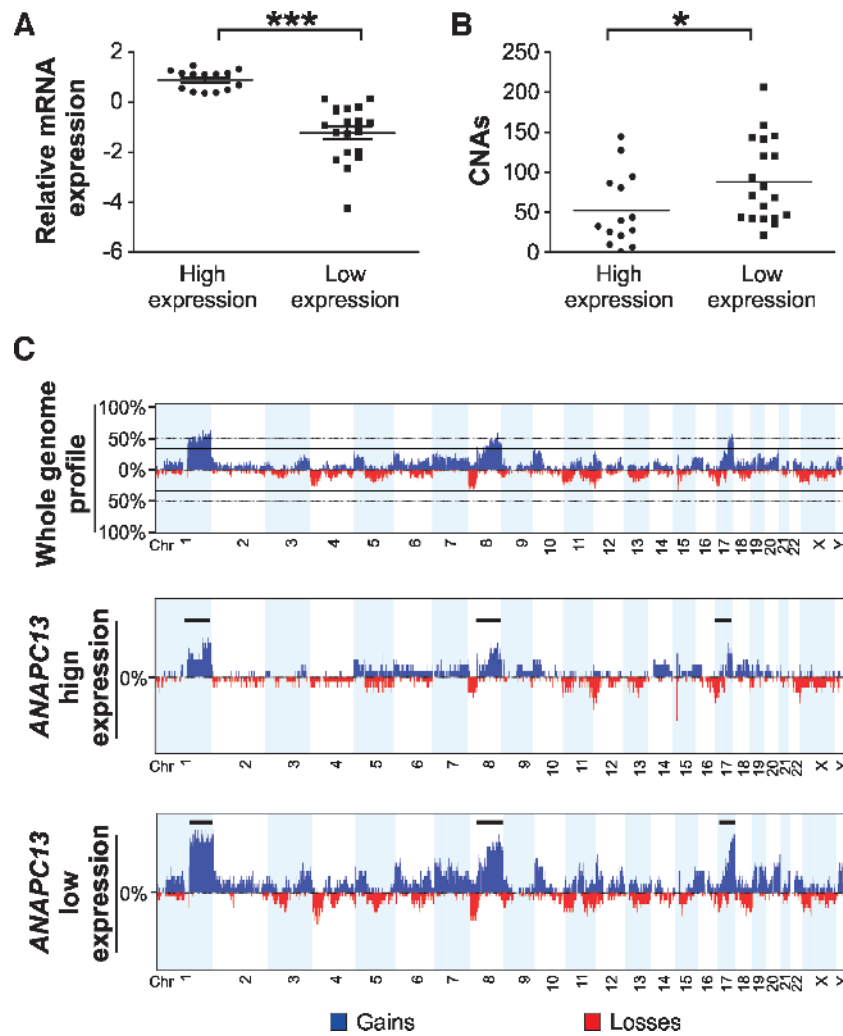 A
***
Relative mRNA
expression
2
0
-2
-4
-6
High
expression
Low
expression
B
*
CNAs
250
200
150
100
50
0
High
expression
Low
expression
C
Whole genome
profile
100%
50%
0%
50%
100%
Chr 1 2 3 4 5 6 7 8 9 10 11 12 13 14 15 16 17 18 19 20 21 22 X Y
ANAPC13
hign
expression
0%
Chr 1 2 3 4 5 6 7 8 9 10 11 12 13 14 15 16 17 18 19 20 21 22 X Y
ANAPC13
low
expression
0%
Chr 1 2 3 4 5 6 7 8 9 10 11 12 13 14 15 16 17 18 19 20 21 22 X Y
Gains Losses